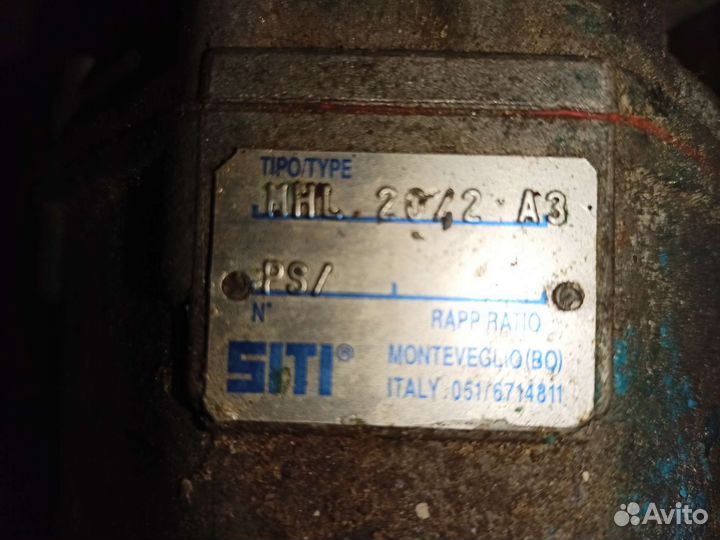 TIPO/TYPE
MHL 20/2 A3
PS/
N° RAPP RATIO
SITI® MONTEVEGLIO (BO)
ITALY 051/6714811
Avito